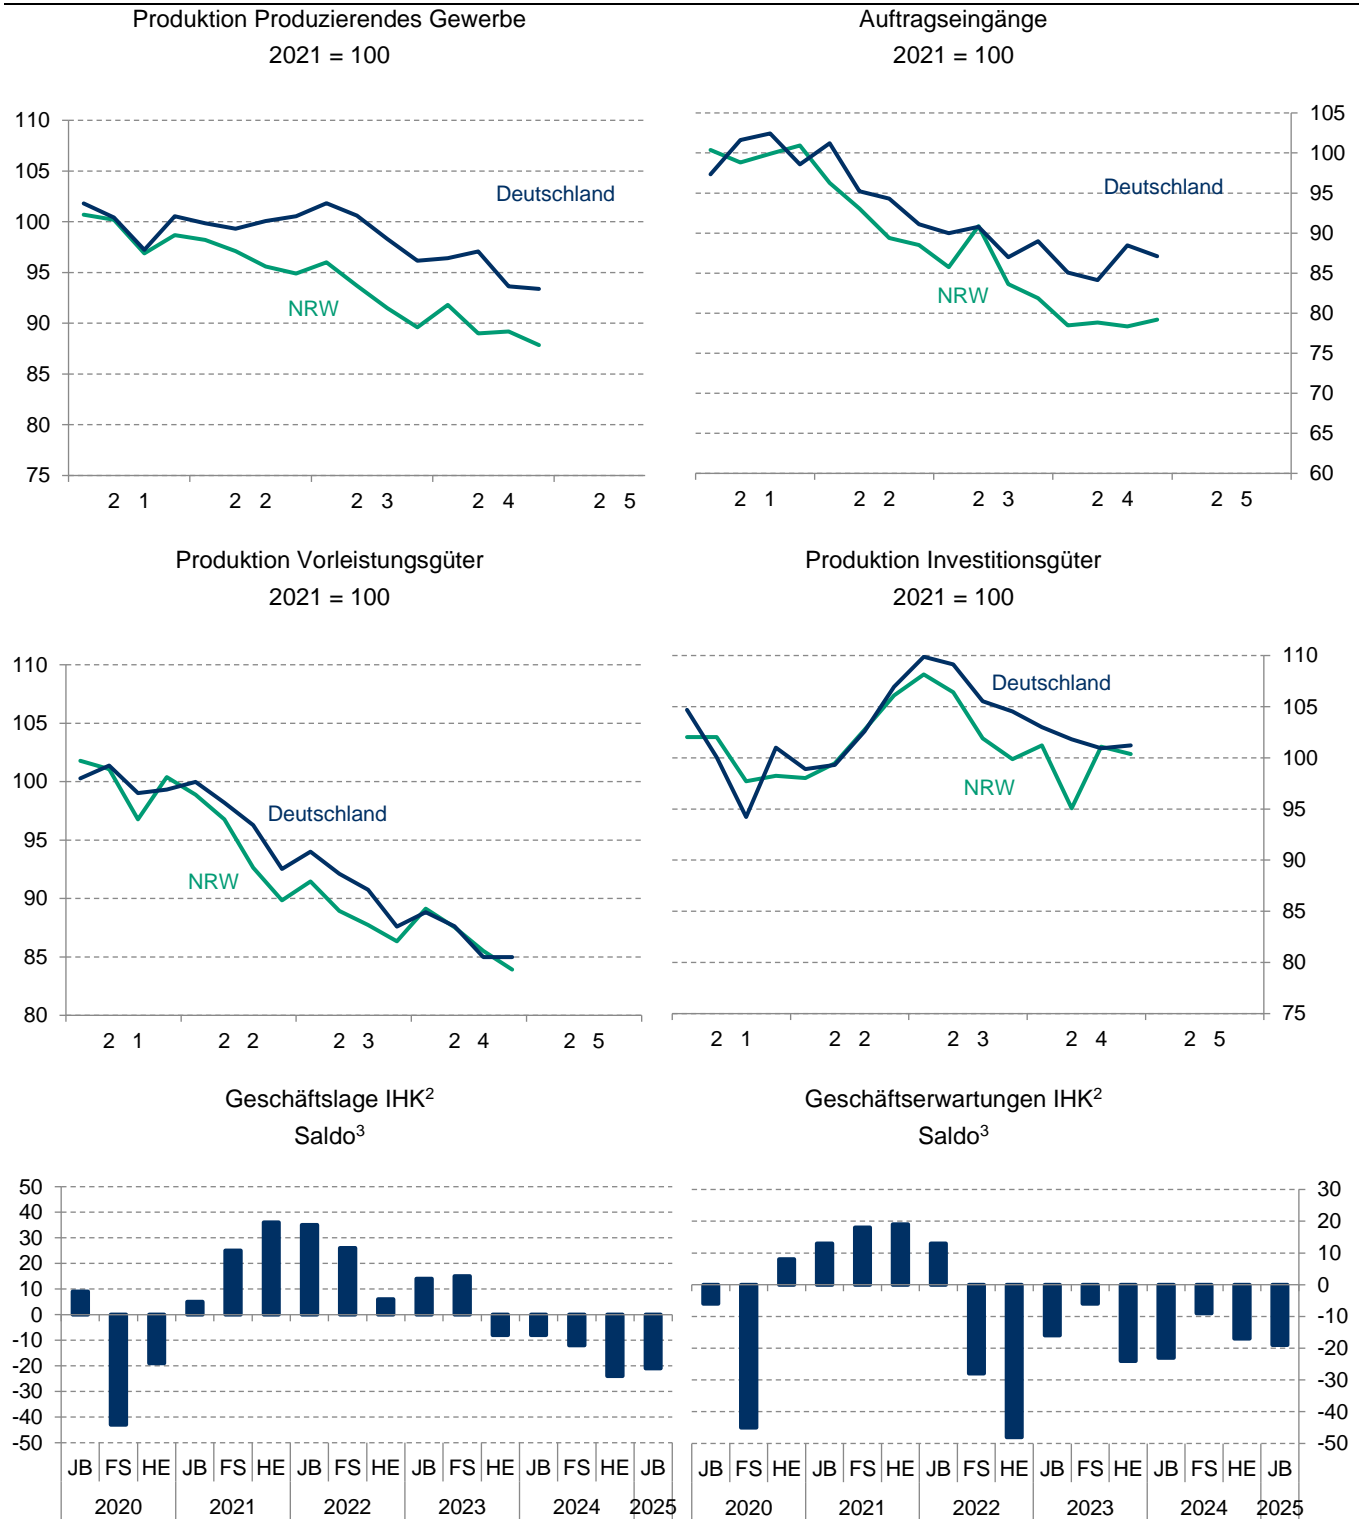 Produktion Produzierendes Gewerbe
2021 = 100
110
105
100
95
90
85
80
75
Deutschland
NRW
2 1 2 2 2 3 2 4 2 5
Auftragseingänge
2021 = 100
105
100
95
90
85
80
75
70
65
60
Deutschland
NRW
2 1 2 2 2 3 2 4 2 5
Produktion Vorleistungsgüter
2021 = 100
110
105
100
95
90
85
80
Deutschland
NRW
2 1 2 2 2 3 2 4 2 5
Produktion Investitionsgüter
2021 = 100
110
105
100
95
90
85
80
75
Deutschland
NRW
2 1 2 2 2 3 2 4 2 5
Geschäftslage IHK²
Saldo³
50
40
30
20
10
0
-10
-20
-30
-40
-50
JB FS HE JB FS HE JB FS HE JB FS HE JB FS HE JB
2020 2021 2022 2023 2024 2025
Geschäftserwartungen IHK²
Saldo³
30
20
10
0
-10
-20
-30
-40
-50
JB FS HE JB FS HE JB FS HE JB FS HE JB FS HE JB
2020 2021 2022 2023 2024 2025